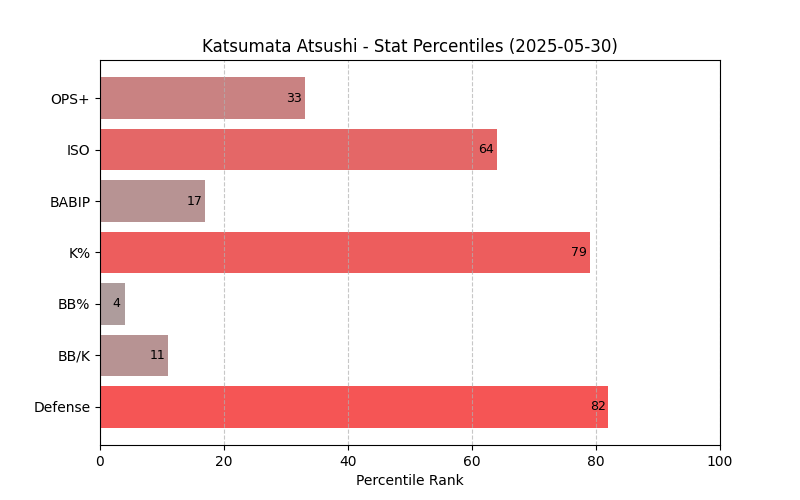 Katsumata Atsushi - Stat Percentiles (2025-05-30)
OPS+ 33
ISO 64
BABIP 17
K% 79
BB% 4
BB/K 11
Defense 82
0 20 40 60 80 100
Percentile Rank